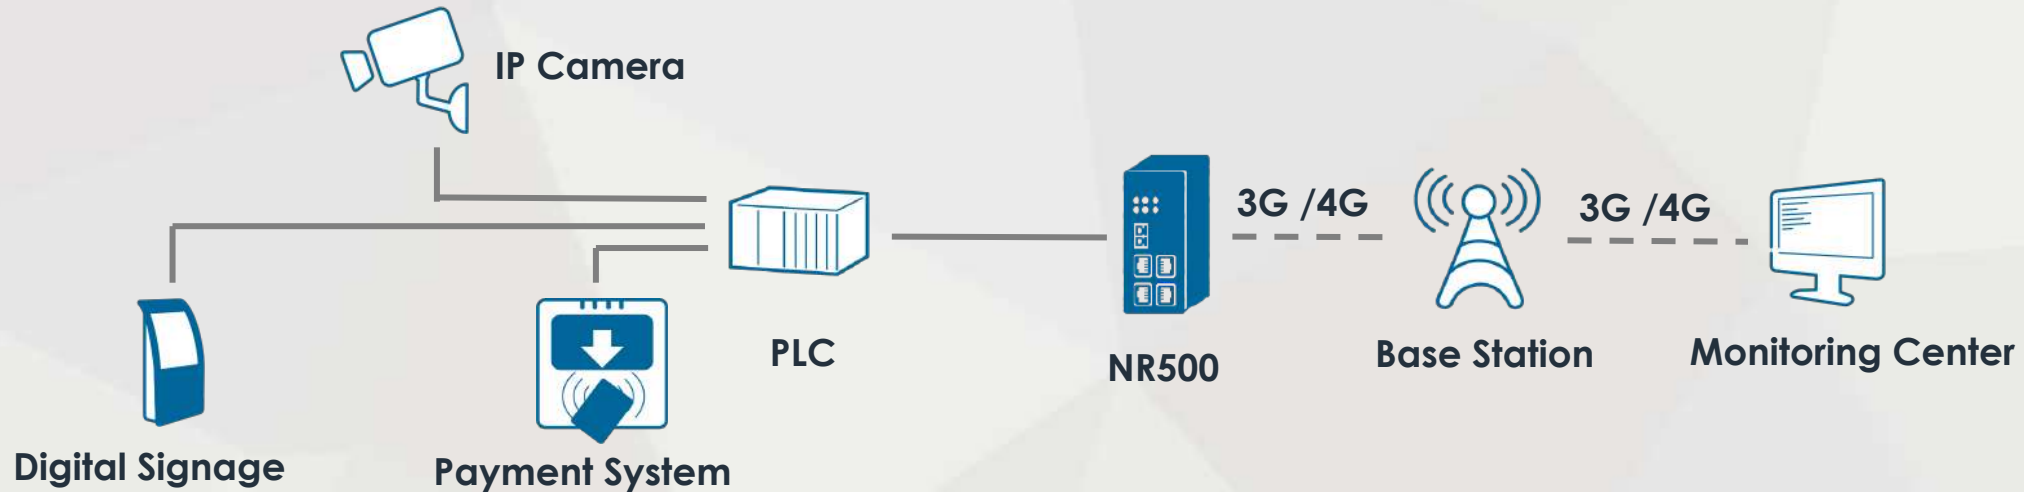 IP Camera
3G /4G
3G /4G
PLC
NR500
Base Station
Monitoring Center
Digital Signage
Payment System